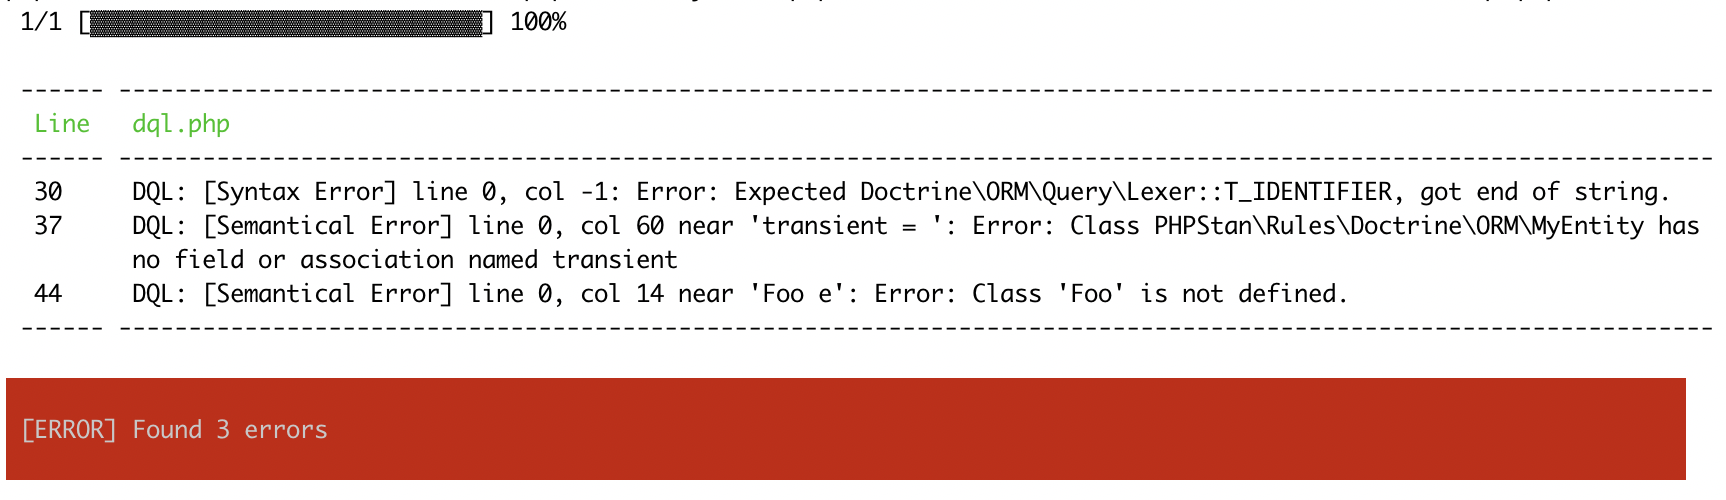 1/1 [▓▓▓▓▓▓▓▓▓▓▓▓▓▓▓▓▓▓▓▓▓▓▓▓▓▓▓▓] 100%
------ ------------------------------------------------------------------------------------------------------------------
Line dql.php
------ ------------------------------------------------------------------------------------------------------------------
30 DQL: [Syntax Error] line 0, col -1: Error: Expected Doctrine\ORM\Query\Lexer::T_IDENTIFIER, got end of string.
37 DQL: [Semantical Error] line 0, col 60 near 'transient = ': Error: Class PHPStan\Rules\Doctrine\ORM\MyEntity has
no field or association named transient
44 DQL: [Semantical Error] line 0, col 14 near 'Foo e': Error: Class 'Foo' is not defined.
------ ------------------------------------------------------------------------------------------------------------------
[ERROR] Found 3 errors